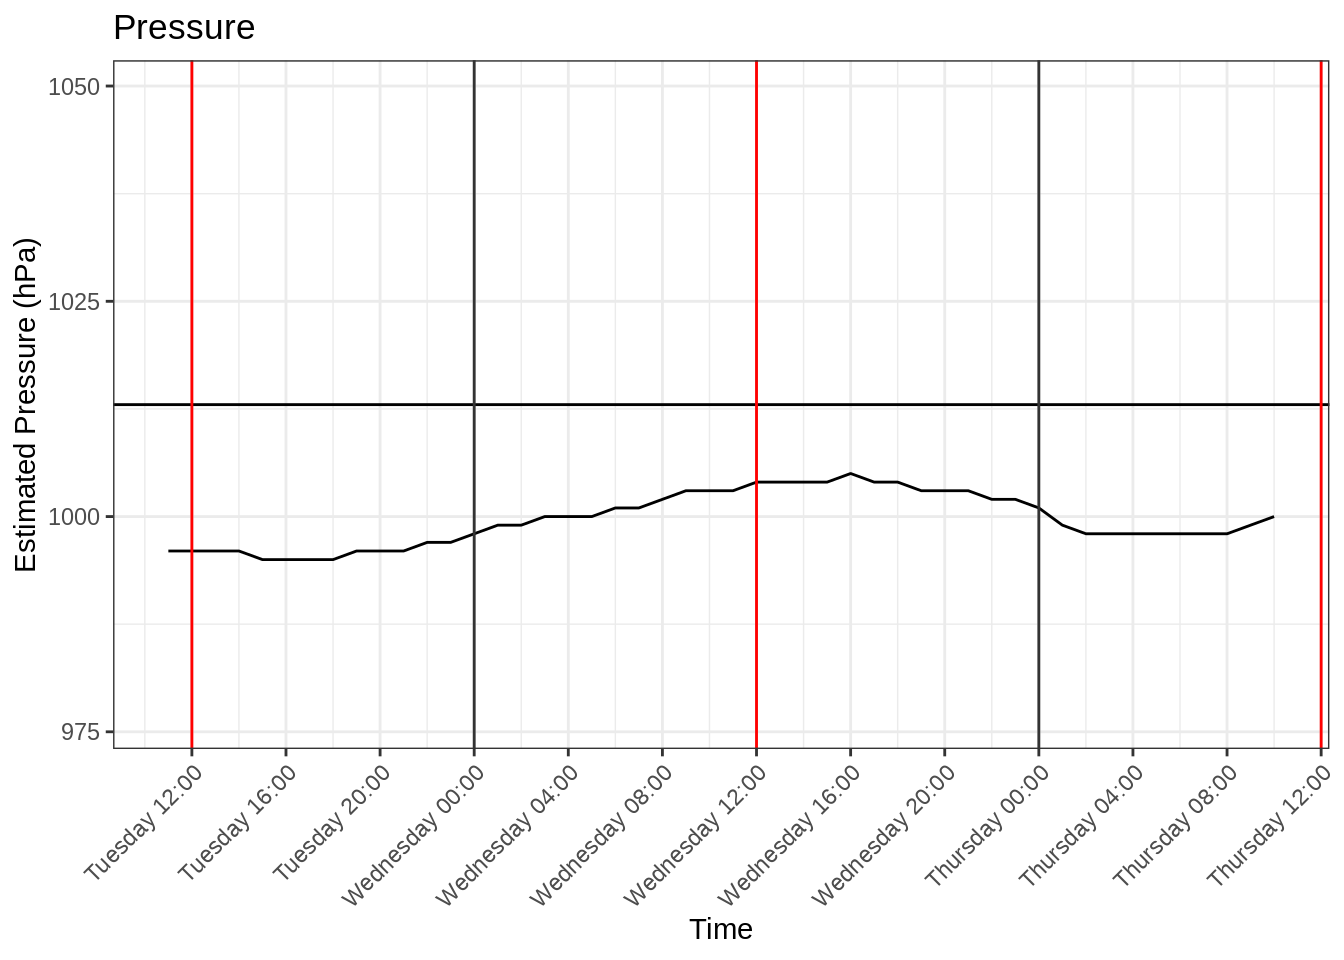 Pressure
Estimated Pressure (hPa)
1050
1025
1000
975
Tuesday 12:00
Tuesday 16:00
Tuesday 20:00
Wednesday 00:00
Wednesday 04:00
Wednesday 08:00
Wednesday 12:00
Wednesday 16:00
Wednesday 20:00
Thursday 00:00
Thursday 04:00
Thursday 08:00
Thursday 12:00
Time